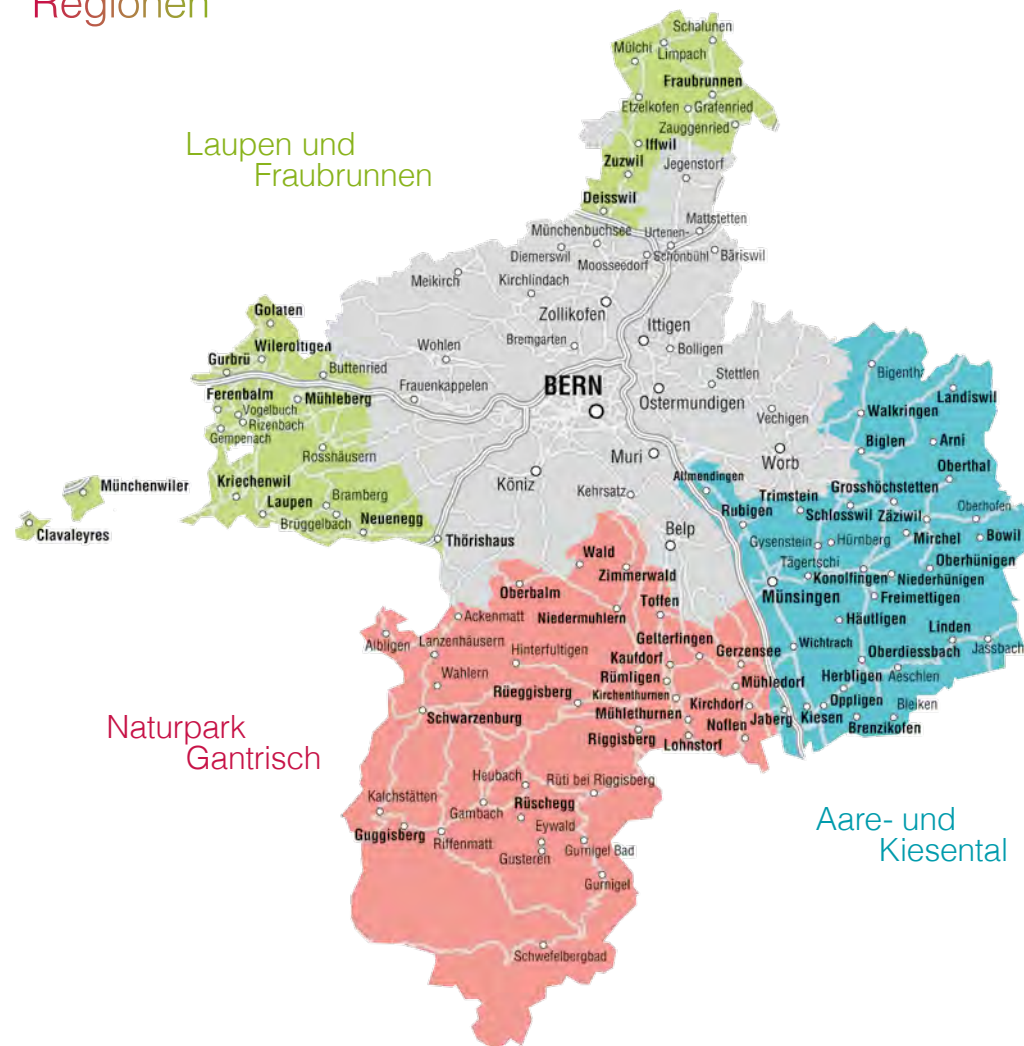 Regionen
Schalunen
Mülchi
Limpach
Fraubrunnen
Etzelkofen
Grafenried
Zauggenried
Laupen und
Fraubrunnen
Iffwil
Zuzwil
Jegenstorf
Deisswil
Mattstetten
Münchenbuchsee
Urtenen-
Schönbühl
Bäriswil
Diemerswil
Moosseedorf
Meikirch
Kirchlindach
Zollikofen
Golaten
Ittigen
Wileroltigen
Wohlen
Bremgarten
Bolligen
Gurbrü
Buttenried
Stettlen
Landiswil
Frauenkappelen
BERN
Ostermundigen
Ferenbalm
Mühleberg
Vogelbuch
Rizenbach
Gempenach
Vechigen
Walkringen
Biglen
Arni
Rosshäusern
Muri
Worb
Oberthal
Münchenwiler
Kriechenwil
Köniz
Kehrsatz
Allmendingen
Trimstein
Grosshöchstetten
Laupen
Bramberg
Rubigen
Schlosswil
Zäziwil
Oberhofen
Clavaleyres
Brüggelbach
Neuenegg
Thörishaus
Belp
Gysenstein
Hürnberg
Mirchel
Bowil
Wald
Tägertschi
Oberhünigen
Zimmerwald
Konolfingen
Niederhünigen
Oberbalm
Toffen
Münsingen
Freimettigen
Ackenmatt
Niedermuhlern
Häutligen
Linden
Albligen
Lanzenhäusern
Hinterfultigen
Gelterfingen
Gerzensee
Wichtrach
Oberdiessbach
Jassbach
Kaufdorf
Wahlern
Rümligen
Mühledorf
Herbligen
Aeschlen
Rüeggisberg
Kirchenthurnen
Kirchdorf
Oppligen
Bleiken
Schwarzenburg
Mühlethurnen
Noflen
Jaberg
Kiesen
Brenzikofen
Naturpark
Gantrisch
Riggisberg
Lohnstorf
Heubach
Rüti bei Riggisberg
Kalchstätten
Gambach
Rüschegg
Aare- und
Kiesental
Guggisberg
Riffenmatt
Eywald
Gusteren
Gurnigel Bad
Gurnigel
Schwefelbergbad